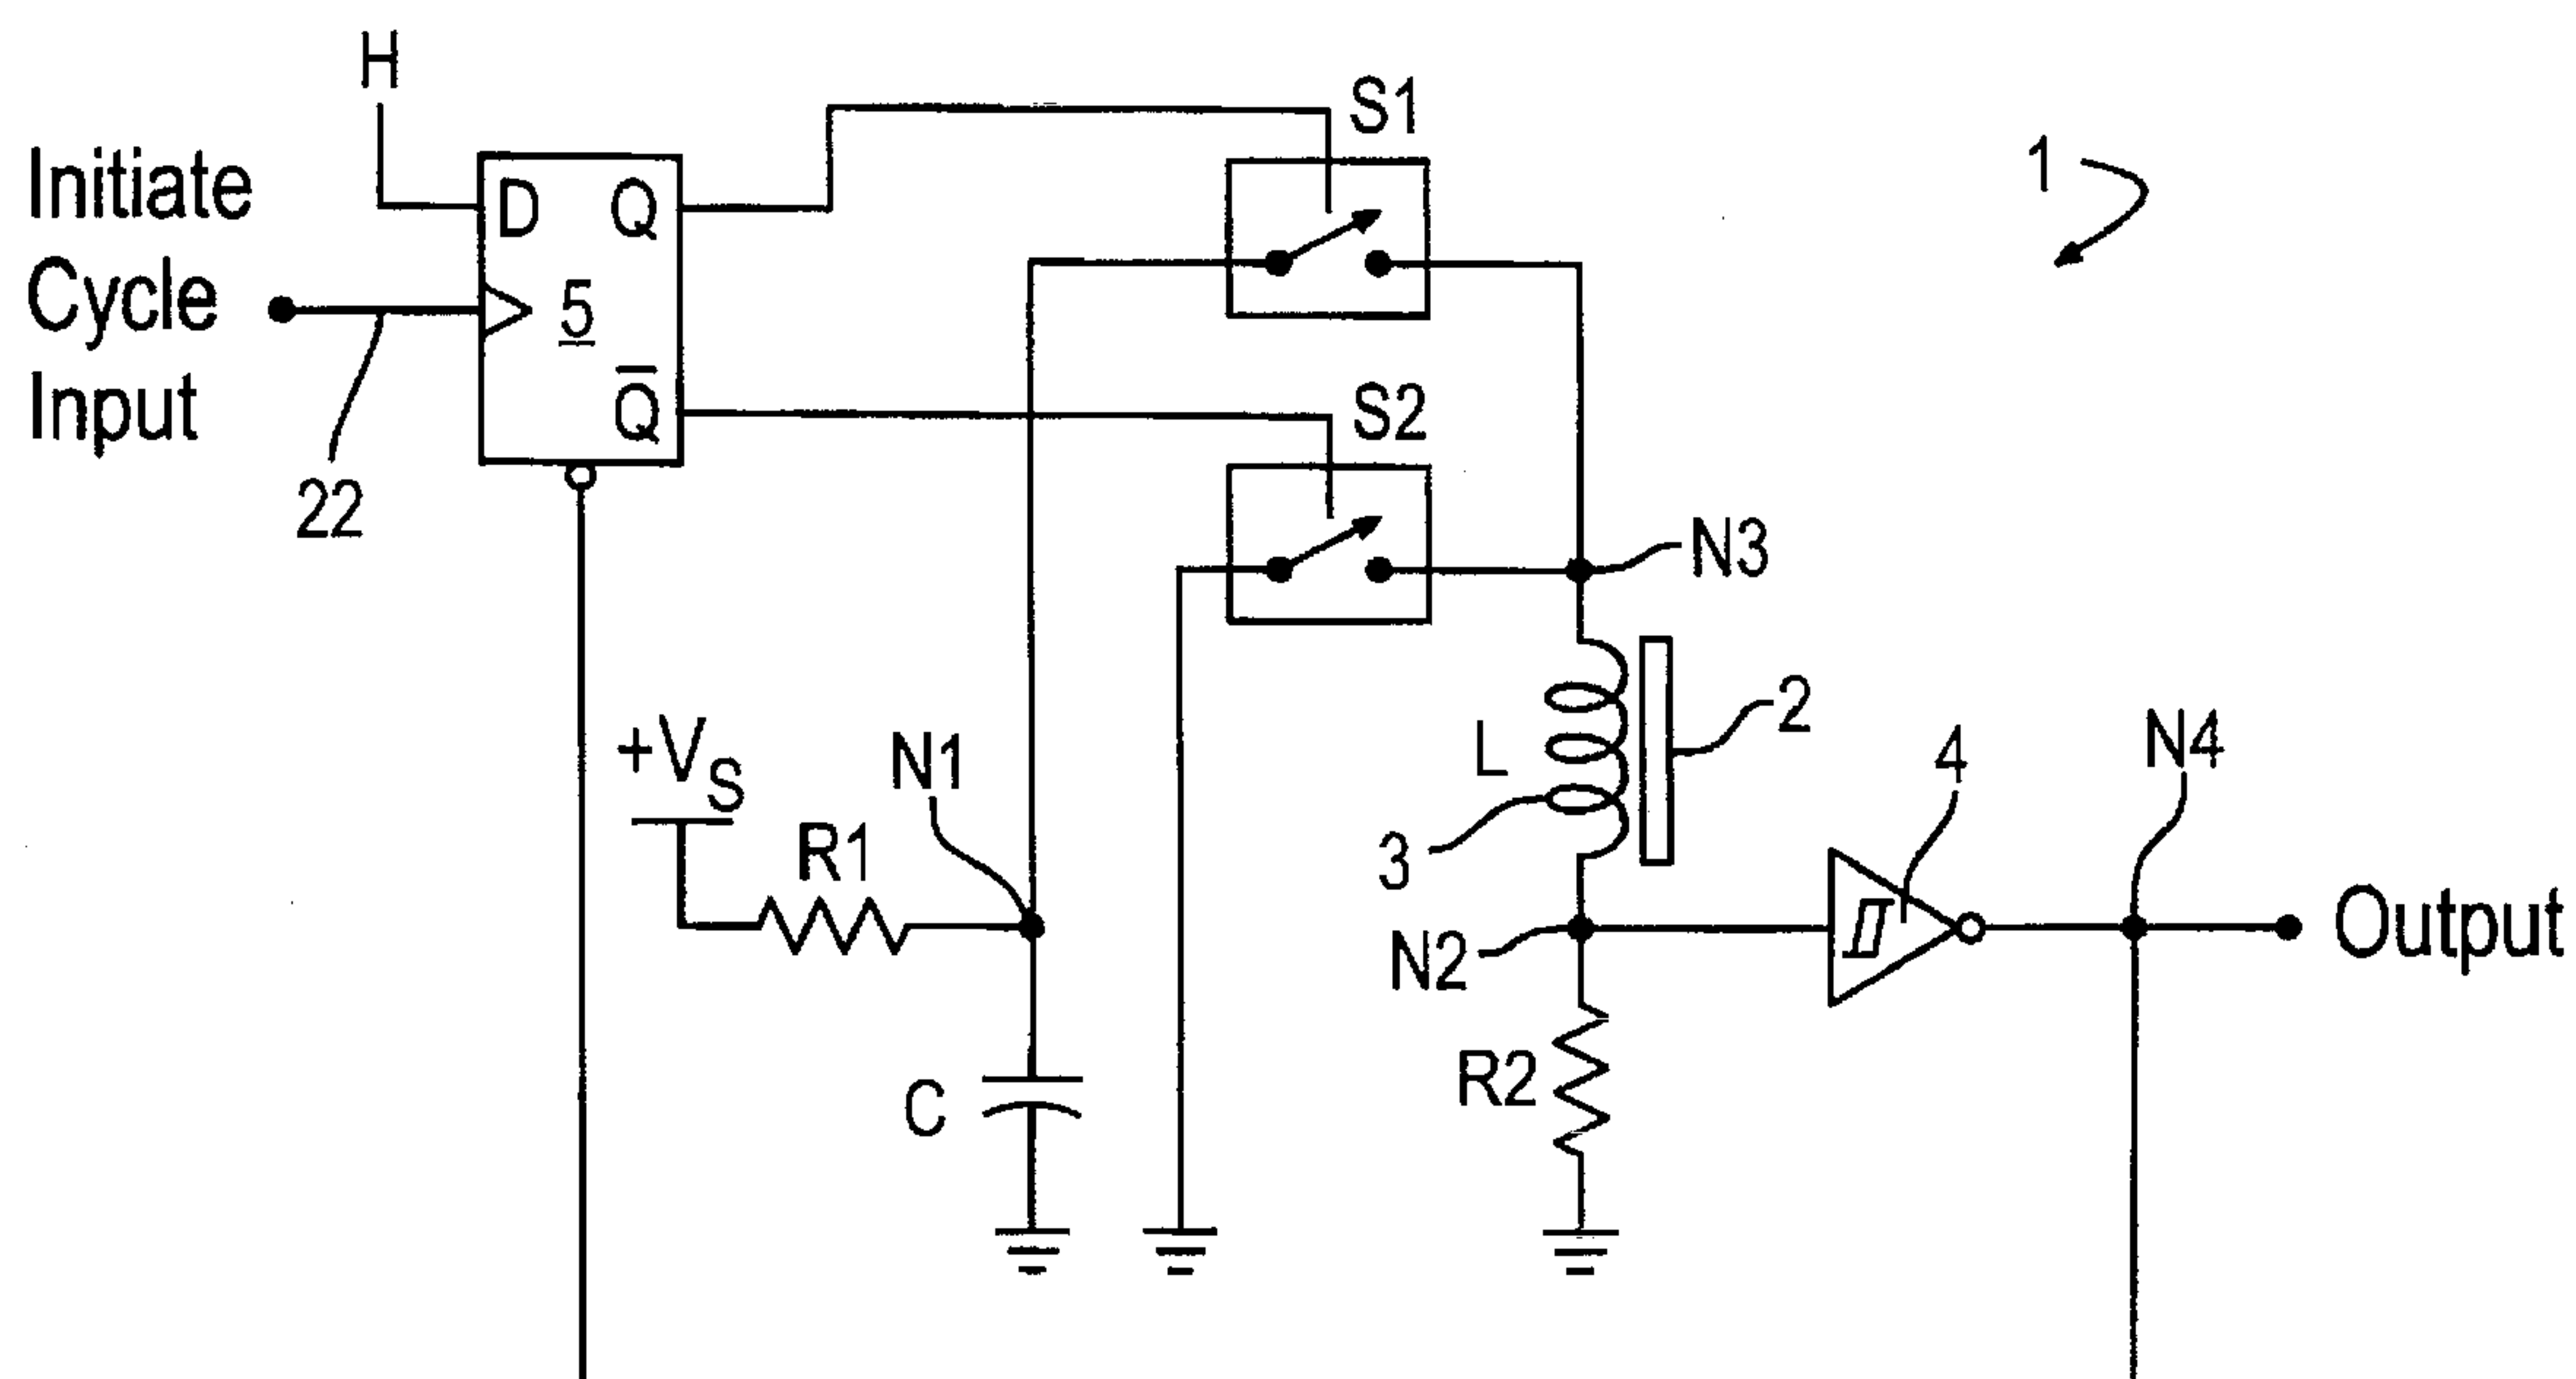 H
Initiate
Cycle
Input
D Q
5
Q̅
22
S1
S2
1
N3
+VS
R1
N1
C
L
3
2
N2
R2
4
N4
Output